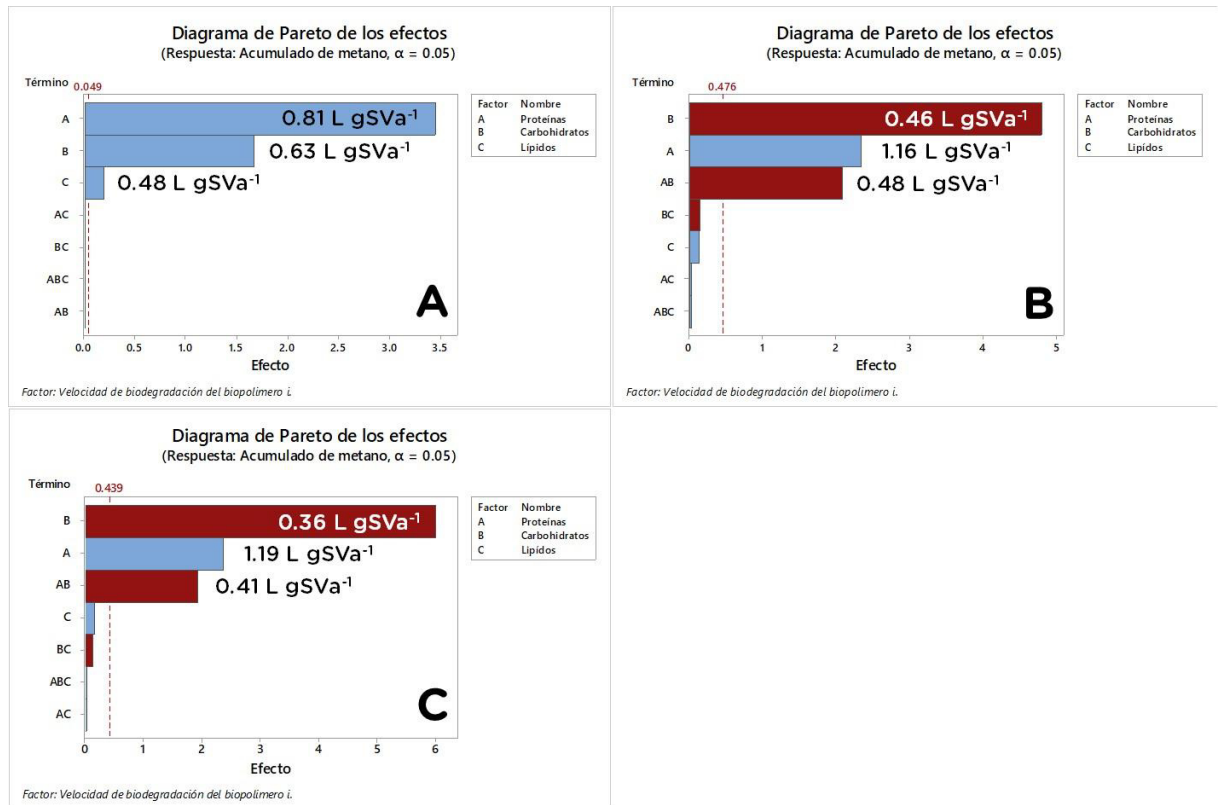 Diagrama de Pareto de los efectos
(Respuesta: Acumulado de metano, α = 0.05)
Término
0.049
A
0.81 L gSVa⁻¹
B
0.63 L gSVa⁻¹
C
0.48 L gSVa⁻¹
AC
BC
ABC
AB
A
0.0 0.5 1.0 1.5 2.0 2.5 3.0 3.5
Efecto
Factor Nombre
A Proteínas
B Carbohidratos
C Lípidos
Factor: Velocidad de biodegradación del biopolimero i.
Diagrama de Pareto de los efectos
(Respuesta: Acumulado de metano, α = 0.05)
Término
0.476
B
0.46 L gSVa⁻¹
A
1.16 L gSVa⁻¹
AB
0.48 L gSVa⁻¹
BC
C
AC
ABC
B
0 1 2 3 4 5
Efecto
Factor Nombre
A Proteínas
B Carbohidratos
C Lípidos
Factor: Velocidad de biodegradación del biopolimero i.
Diagrama de Pareto de los efectos
(Respuesta: Acumulado de metano, α = 0.05)
Término
0.439
B
0.36 L gSVa⁻¹
A
1.19 L gSVa⁻¹
AB
0.41 L gSVa⁻¹
C
BC
ABC
AC
C
0 1 2 3 4 5 6
Efecto
Factor Nombre
A Proteínas
B Carbohidratos
C Lipídos
Factor: Velocidad de biodegradación del biopolimero i.